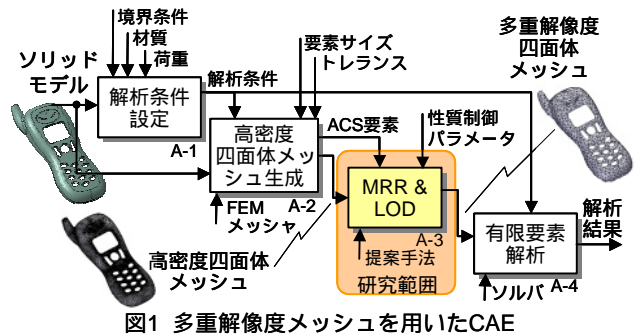 境界条件
材質
荷重
ソリッド
モデル
解析条件
設定
A-1
解析条件
要素サイズ
トレランス
多重解像度
四面体
メッシュ
高密度
四面体メッ
シュ生成
A-2
FEM
メッシャ
ACS要素
性質制御
パラメータ
MRR &
LOD
A-3
提案手法
研究範囲
高密度四面体
メッシュ
有限要素
解析
A-4
ソルバ
解析
結果
図1 多重解像度メッシュを用いたCAE